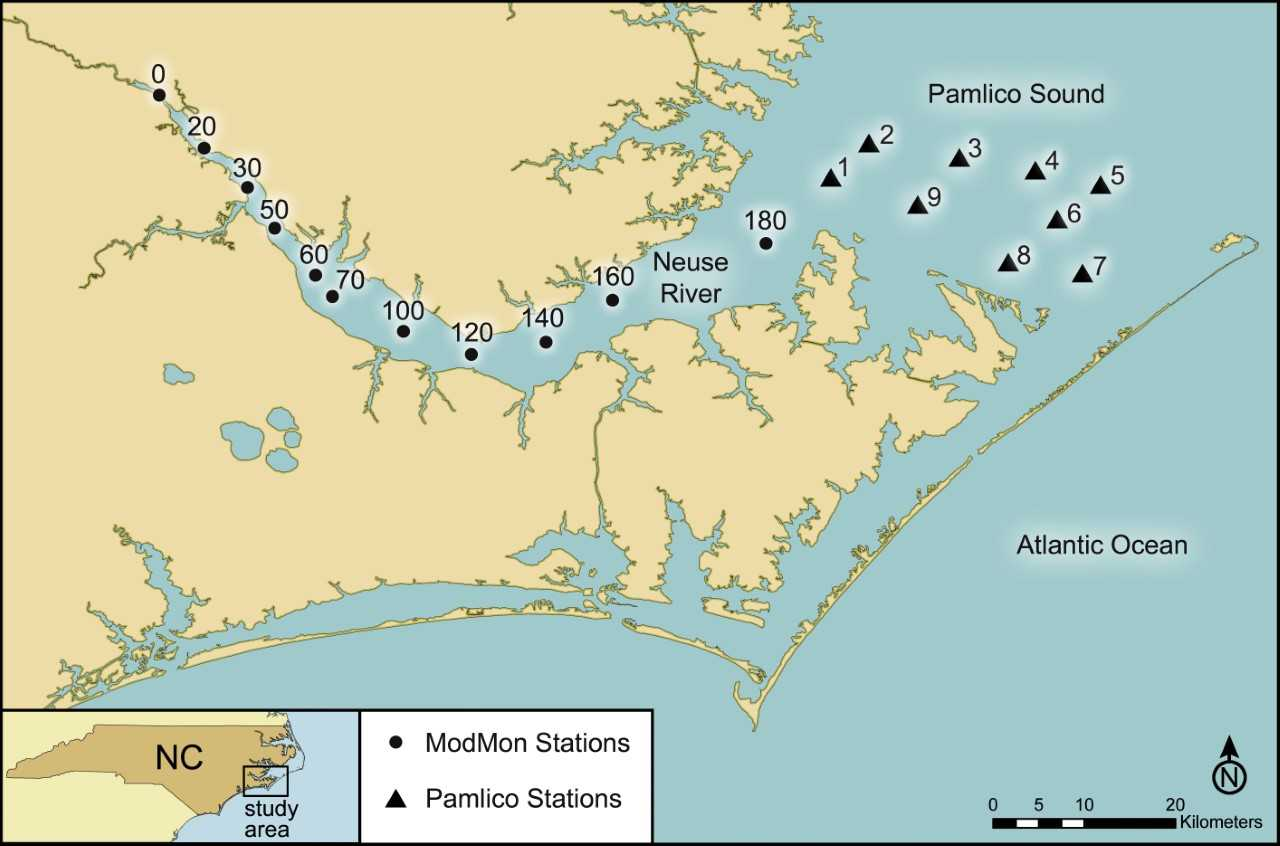 0
20
30
50
60
70
100
120
140
160
180
Neuse
River
Pamlico Sound
1
2
3
4
5
6
7
8
9
Atlantic Ocean
NC
study
area
ModMon Stations
Pamlico Stations
N
0 5 10 20
Kilometers